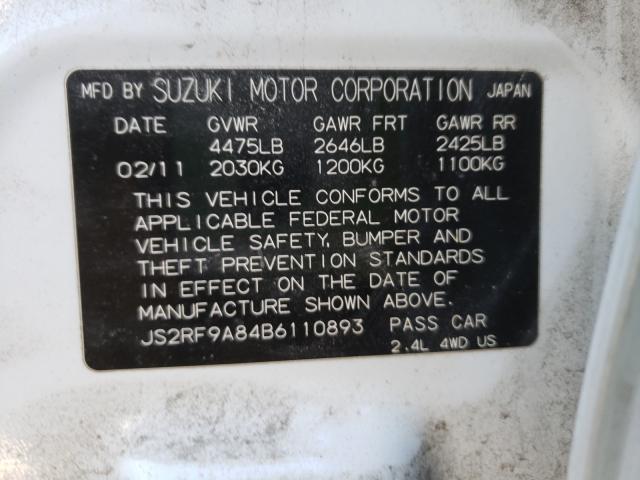 MFD BY SUZUKI MOTOR CORPORATION JAPAN
DATE GVWR GAWR FRT GAWR RR
4475LB 2646LB 2425LB
02/11 2030KG 1200KG 1100KG
THIS VEHICLE CONFORMS TO ALL
APPLICABLE FEDERAL MOTOR
VEHICLE SAFETY, BUMPER AND
THEFT PREVENTION STANDARDS
IN EFFECT ON THE DATE OF
MANUFACTURE SHOWN ABOVE.
JS2RF9A84B6110893 PASS CAR
2.4L 4WD US